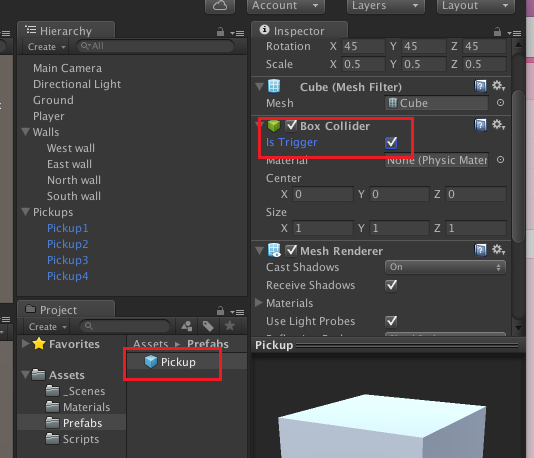 Account
Layers
Layout
Hierarchy
Create
All
Main Camera
Directional Light
Ground
Player
Walls
West wall
East wall
North wall
South wall
Pickups
Pickup1
Pickup2
Pickup3
Pickup4
Project
Create
Favorites
Assets
_Scenes
Materials
Prefabs
Scripts
Assets Prefabs
Pickup
Inspector
Rotation X 45 Y 45 Z 45
Scale X 0.5 Y 0.5 Z 0.5
Cube (Mesh Filter)
Mesh Cube
Box Collider
Is Trigger
Material None (Physic Mater
Center
X 0 Y 0 Z 0
Size
X 1 Y 1 Z 1
Mesh Renderer
Cast Shadows On
Receive Shadows
Materials
Use Light Probes
Pickup